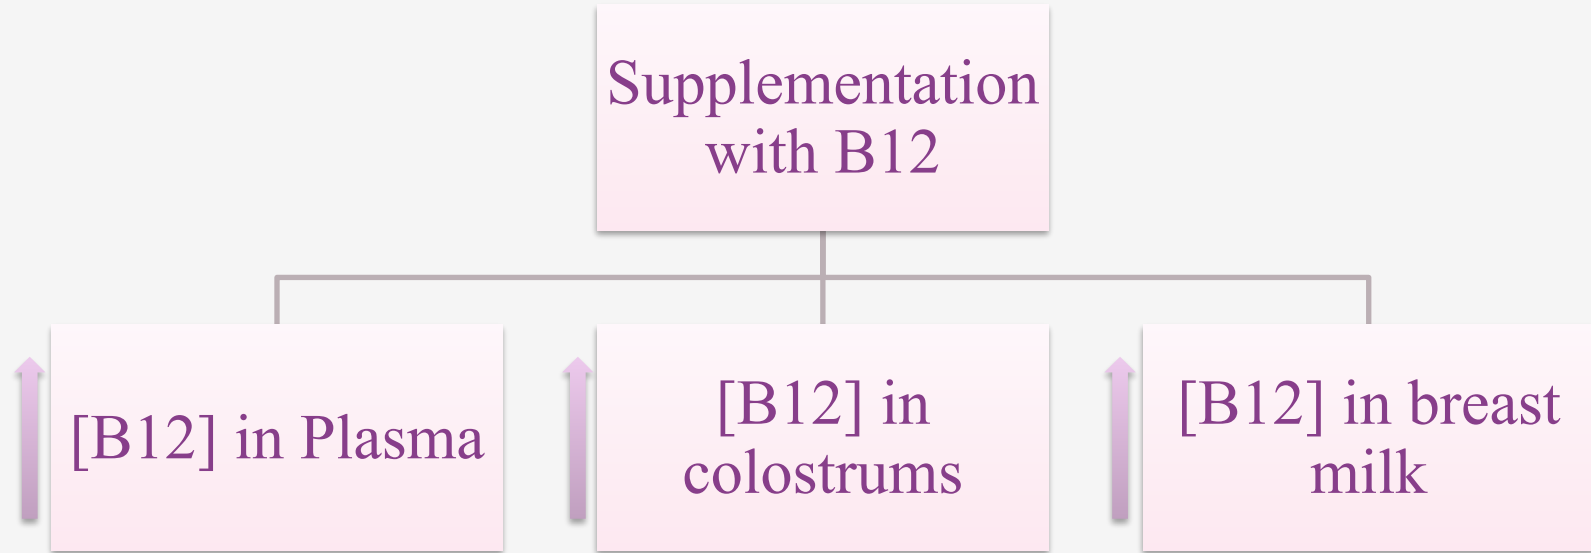 Supplementation
with B12
[B12] in Plasma
[B12] in
colostrums
[B12] in breast
milk